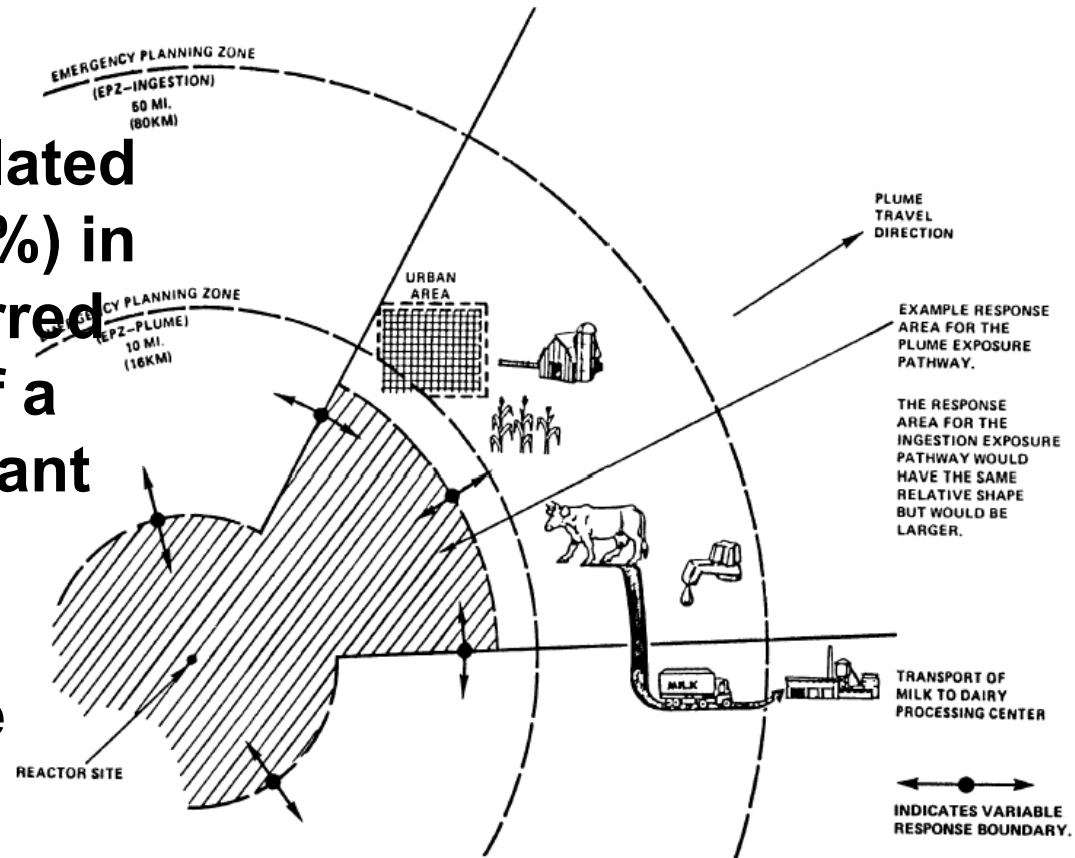 EMERGENCY PLANNING ZONE
(EPZ-INGESTION)
50 MI.
(80KM)
lated
%) in
rred
f a
ant
e
EMERGENCY PLANNING ZONE
(EPZ-PLUME)
10 MI.
(16KM)
URBAN
AREA
PLUME
TRAVEL
DIRECTION
EXAMPLE RESPONSE
AREA FOR THE
PLUME EXPOSURE
PATHWAY.
THE RESPONSE
AREA FOR THE
INGESTION EXPOSURE
PATHWAY WOULD
HAVE THE SAME
RELATIVE SHAPE
BUT WOULD BE
LARGER.
MILK
TRANSPORT OF
MILK TO DAIRY
PROCESSING CENTER
REACTOR SITE
INDICATES VARIABLE
RESPONSE BOUNDARY.